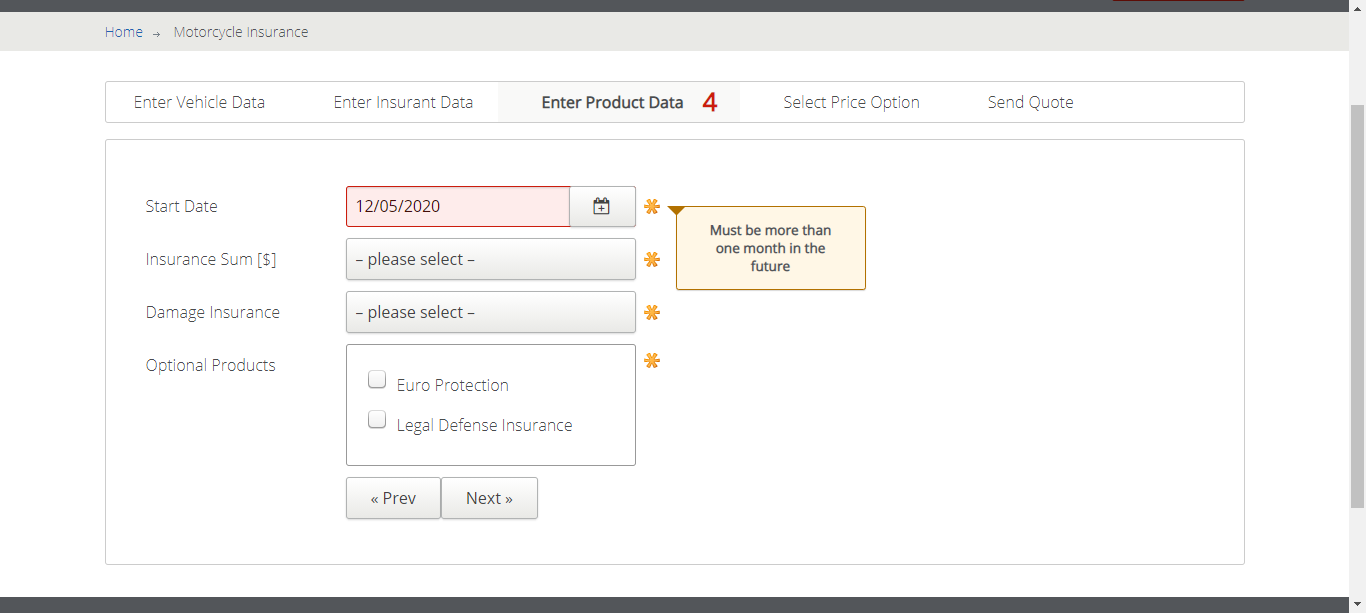 Home → Motorcycle Insurance
Enter Vehicle Data Enter Insurant Data Enter Product Data 4 Select Price Option Send Quote
Start Date 12/05/2020
Must be more than
one month in the
future
Insurance Sum [$] – please select –
Damage Insurance – please select –
Optional Products
Euro Protection
Legal Defense Insurance
« Prev Next »